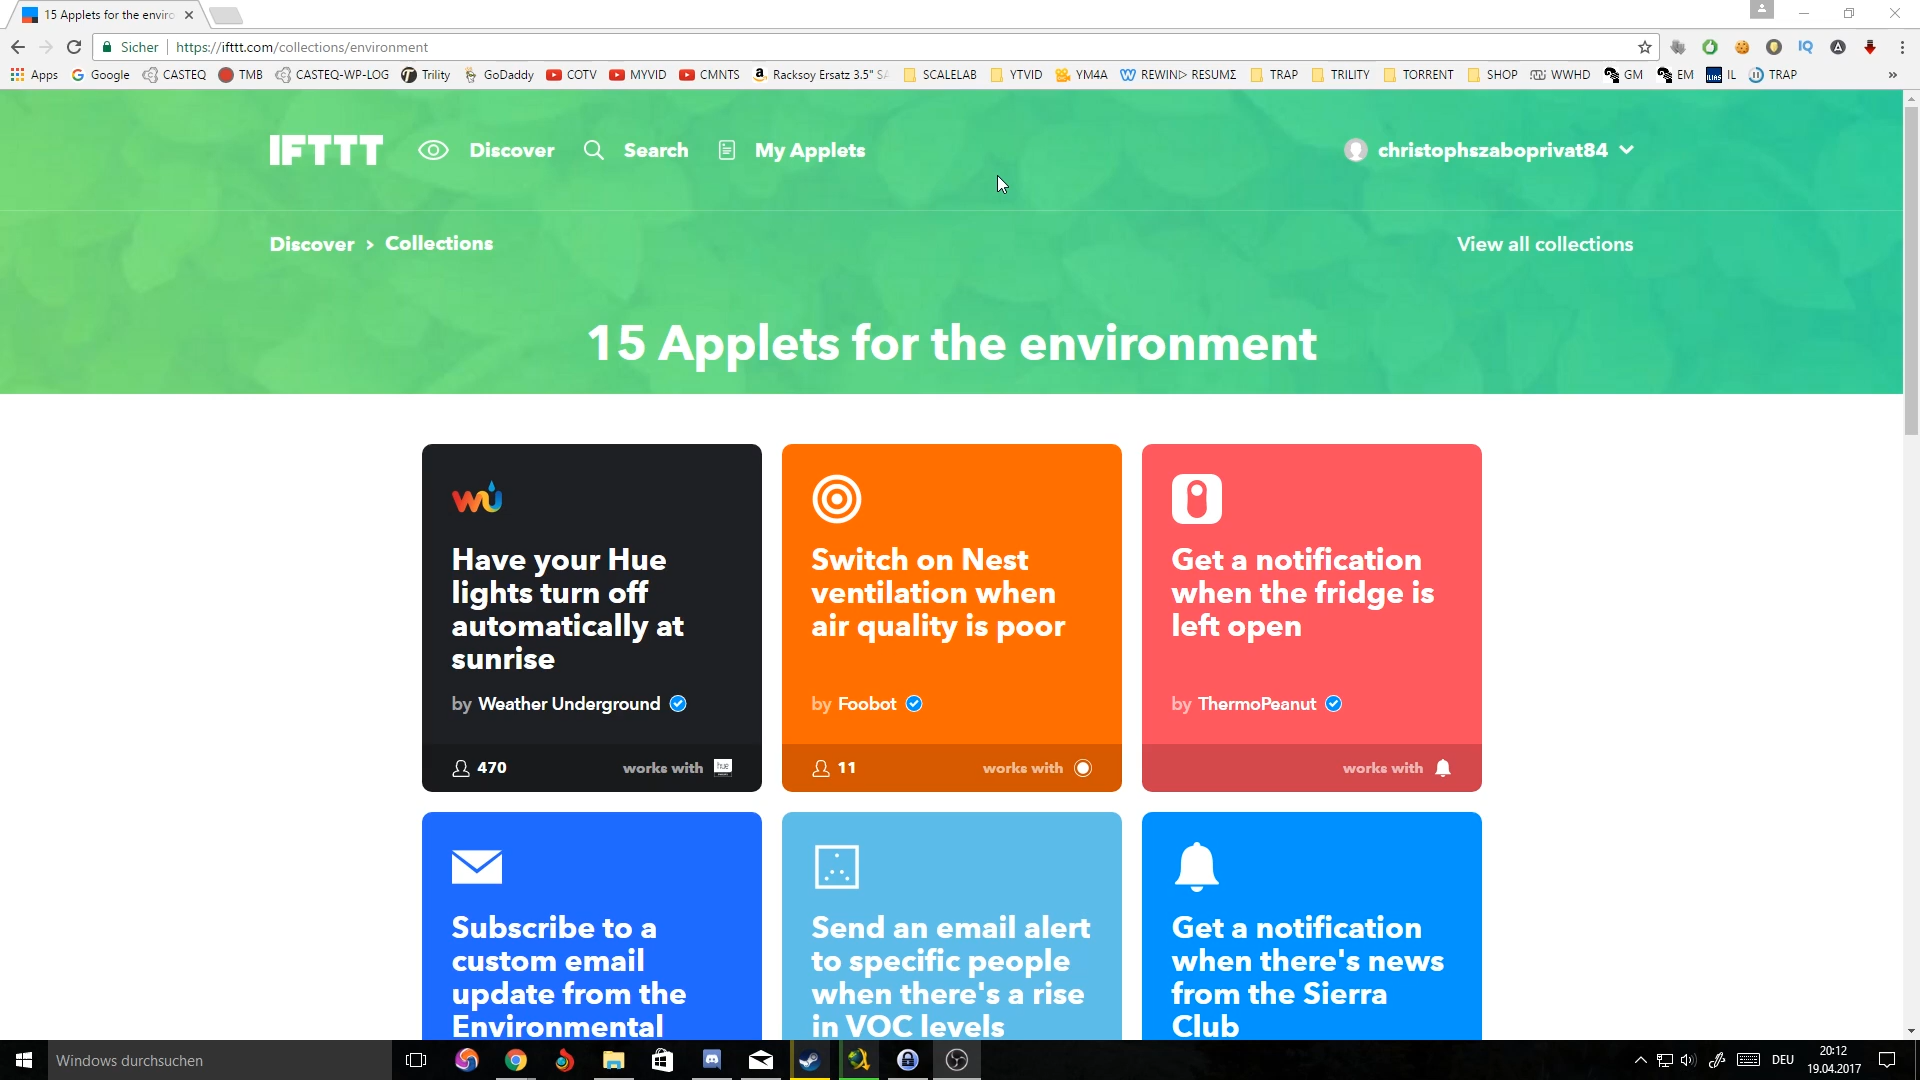 15 Applets for the enviro
Sicher https://ifttt.com/collections/environment
Apps Google CASTEQ TMB CASTEQ-WP-LOG Trility GoDaddy COTV MYVID CMNTS Racksoy Ersatz 3.5" SA SCALELAB YTVID YM4A REWIND> RESUME TRAP TRILITY TORRENT SHOP WWHD GM EM IL TRAP »
IFTTT Discover Search My Applets christophszaboprivat84
Discover > Collections View all collections
15 Applets for the environment
Have your Hue
lights turn off
automatically at
sunrise
by Weather Underground
470 works with hue
Switch on Nest
ventilation when
air quality is poor
by Foobot
11 works with
Get a notification
when the fridge is
left open
by ThermoPeanut
works with
Subscribe to a
custom email
update from the
Environmental
Send an email alert
to specific people
when there's a rise
in VOC levels
Get a notification
when there's news
from the Sierra
Club
Windows durchsuchen
DEU
20:12
19.04.2017